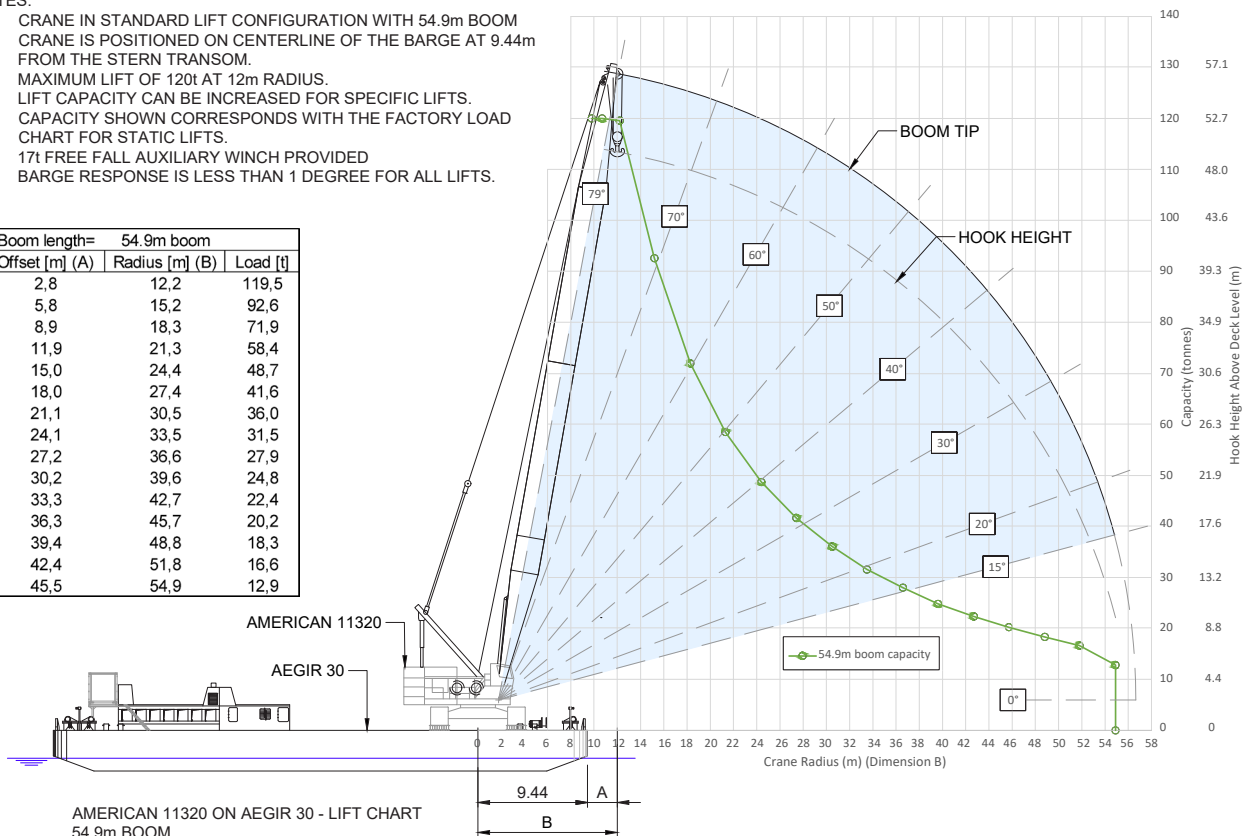 TES:
CRANE IN STANDARD LIFT CONFIGURATION WITH 54.9m BOOM
CRANE IS POSITIONED ON CENTERLINE OF THE BARGE AT 9.44m
FROM THE STERN TRANSOM.
MAXIMUM LIFT OF 120t AT 12m RADIUS.
LIFT CAPACITY CAN BE INCREASED FOR SPECIFIC LIFTS.
CAPACITY SHOWN CORRESPONDS WITH THE FACTORY LOAD
CHART FOR STATIC LIFTS.
17t FREE FALL AUXILIARY WINCH PROVIDED
BARGE RESPONSE IS LESS THAN 1 DEGREE FOR ALL LIFTS.
Boom length= 54.9m boom
Offset [m] (A) Radius [m] (B) Load [t]
2,8 12,2 119,5
5,8 15,2 92,6
8,9 18,3 71,9
11,9 21,3 58,4
15,0 24,4 48,7
18,0 27,4 41,6
21,1 30,5 36,0
24,1 33,5 31,5
27,2 36,6 27,9
30,2 39,6 24,8
33,3 42,7 22,4
36,3 45,7 20,2
39,4 48,8 18,3
42,4 51,8 16,6
45,5 54,9 12,9
BOOM TIP
HOOK HEIGHT
79°
70°
60°
50°
40°
30°
20°
15°
0°
54.9m boom capacity
140
130 57.1
120 52.7
110 48.0
100 43.6
90 39.3
80 34.9
70 30.6
60 26.3
50 21.9
40 17.6
30 13.2
20 8.8
10 4.4
0 0
Capacity (tonnes)
Hook Height Above Deck Level (m)
AMERICAN 11320
AEGIR 30
0 2 4 6 8 10 12 14 16 18 20 22 24 26 28 30 32 34 36 38 40 42 44 46 48 50 52 54 56 58
Crane Radius (m) (Dimension B)
9.44 A
B
AMERICAN 11320 ON AEGIR 30 - LIFT CHART
54.9m BOOM